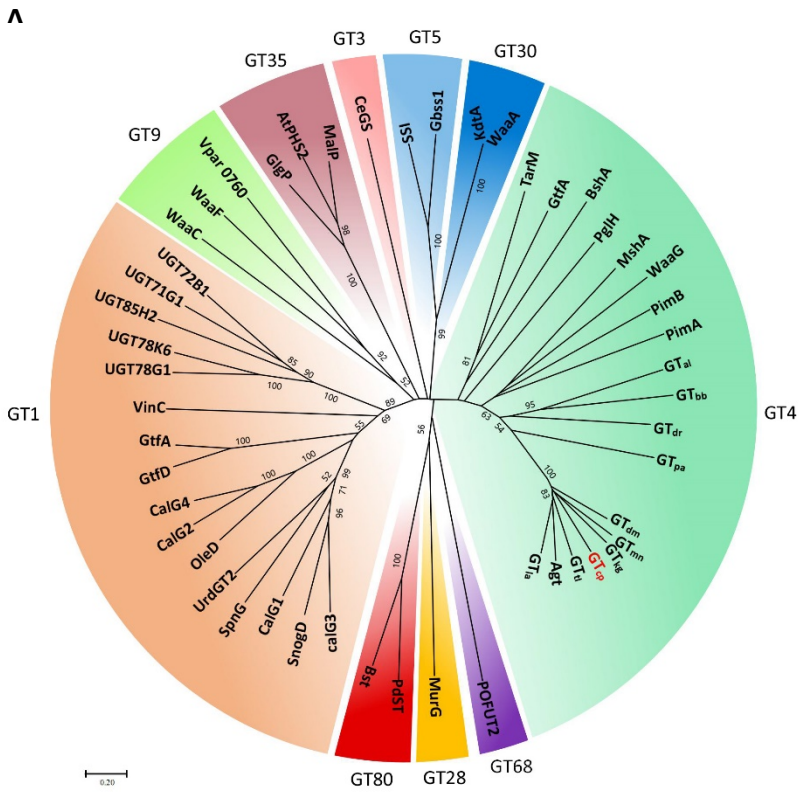 Λ
GT3
GT5
GT30
GT35
GT9
GT1
GT4
GT80
GT28
GT68
CeGS
ISS
Gbss1
KdtA
WaaA
AtPHS2
MalP
GlgP
Vpar 0760
WaaF
WaaC
UGT72B1
UGT71G1
UGT85H2
UGT78K6
UGT78G1
VinC
GtfA
GtfD
CalG4
CalG2
OleD
UrdGT2
SpnG
CalG1
SnogD
calG3
Bst
PdST
MurG
POFUT2
TarM
GtfA
BshA
PglH
MshA
WaaG
PimB
PimA
GTal
GTbb
GTdr
GTpa
GTdm
GTmn
GTkg
GTcp
GTtl
Agt
GTla
98
100
100
100
99
81
92
52
85
90
100
100
89
69
55
100
100
100
99
52
71
96
56
100
63
54
95
100
83
0.20